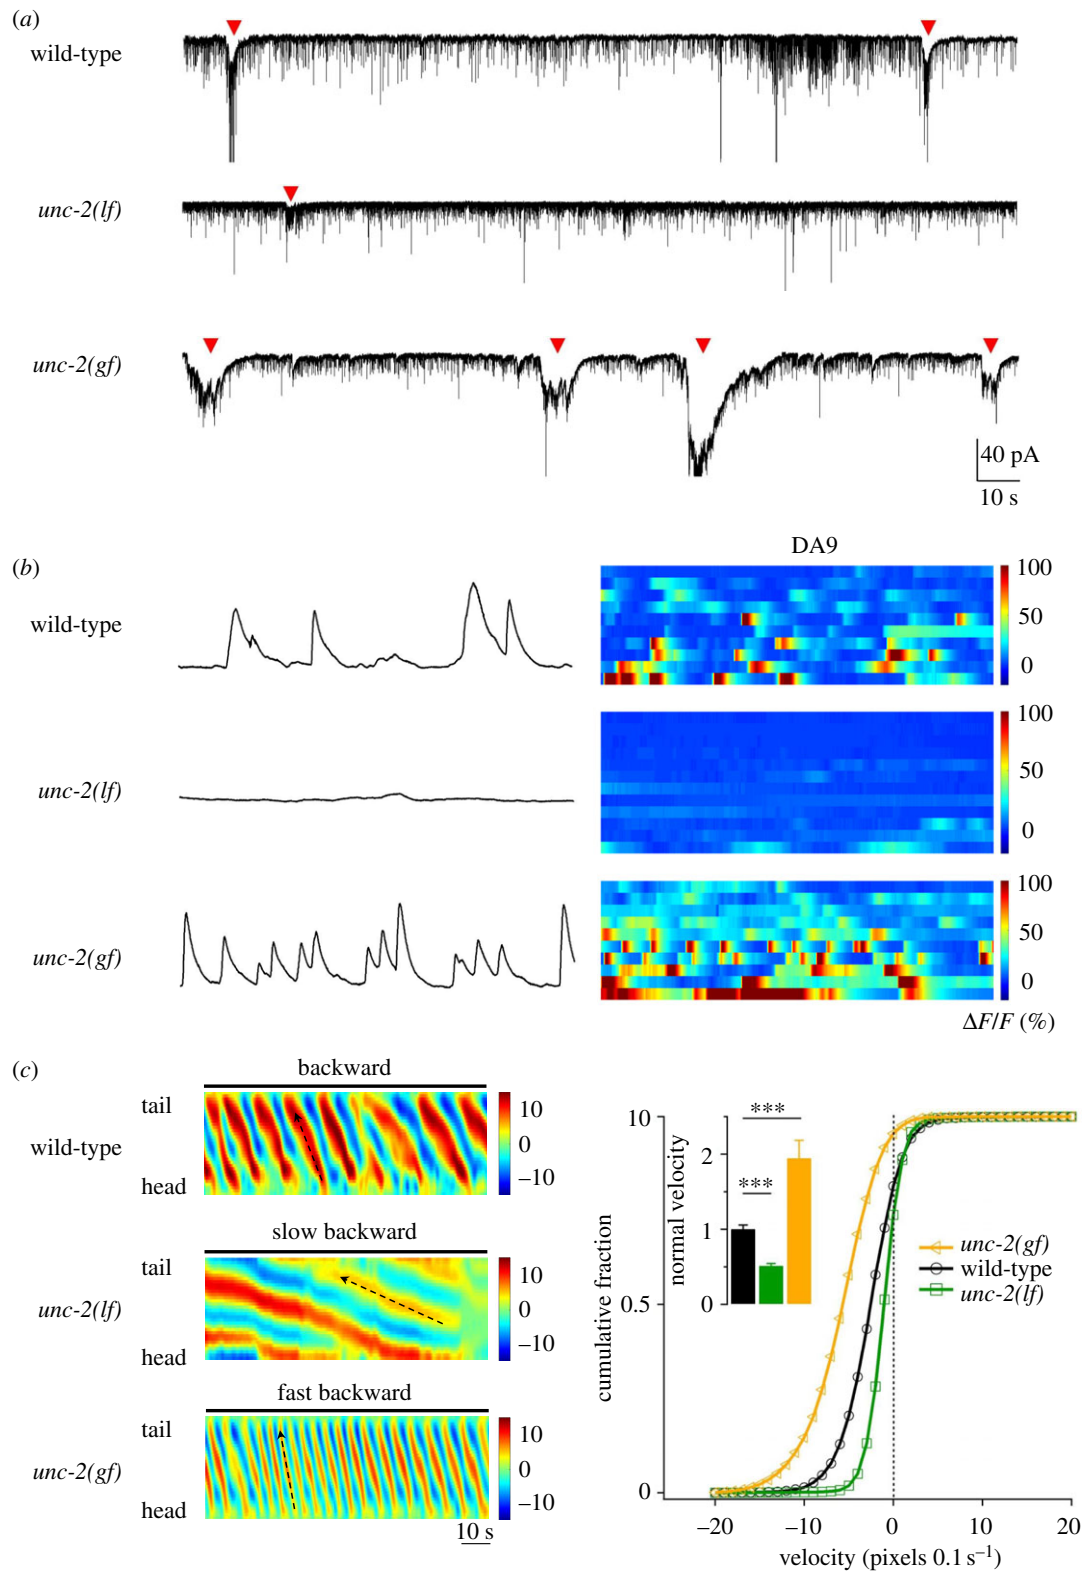 (a)
wild-type
unc-2(lf)
unc-2(gf)
40 pA
10 s
(b)
DA9
wild-type
100
50
0
unc-2(lf)
100
50
0
unc-2(gf)
100
50
0
ΔF/F (%)
(c)
backward
tail
wild-type
head
10
0
–10
slow backward
tail
unc-2(lf)
head
10
0
–10
fast backward
tail
unc-2(gf)
head
10
0
–10
10 s
cumulative fraction
10
0.5
0
normal velocity
2
1
0
***
***
unc-2(gf)
wild-type
unc-2(lf)
–20
–10
0
10
20
velocity (pixels 0.1 s–1)